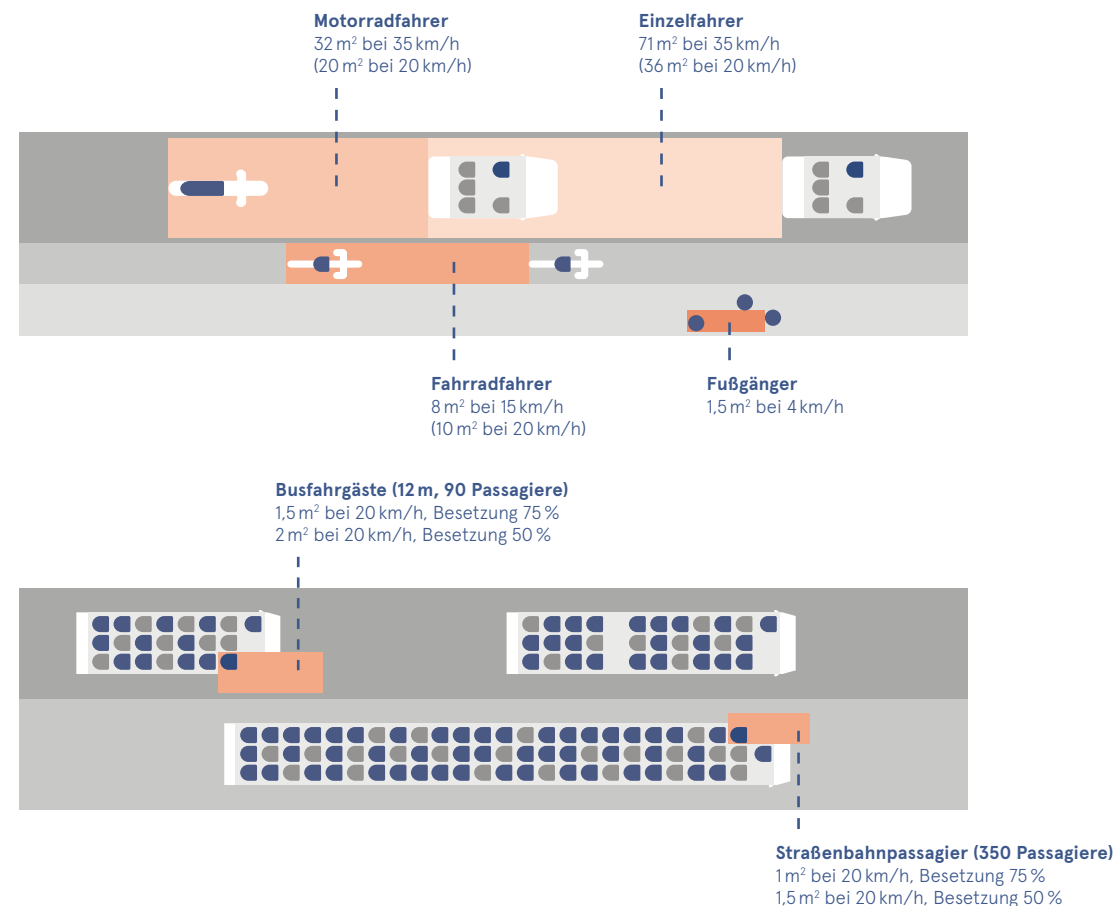 Motorradfahrer
32 m² bei 35 km/h
(20 m² bei 20 km/h)
Einzelfahrer
71 m² bei 35 km/h
(36 m² bei 20 km/h)
Fahrradfahrer
8 m² bei 15 km/h
(10 m² bei 20 km/h)
Fußgänger
1,5 m² bei 4 km/h
Busfahrgäste (12 m, 90 Passagiere)
1,5 m² bei 20 km/h, Besetzung 75 %
2 m² bei 20 km/h, Besetzung 50 %
Straßenbahnpassagier (350 Passagiere)
1 m² bei 20 km/h, Besetzung 75 %
1,5 m² bei 20 km/h, Besetzung 50 %